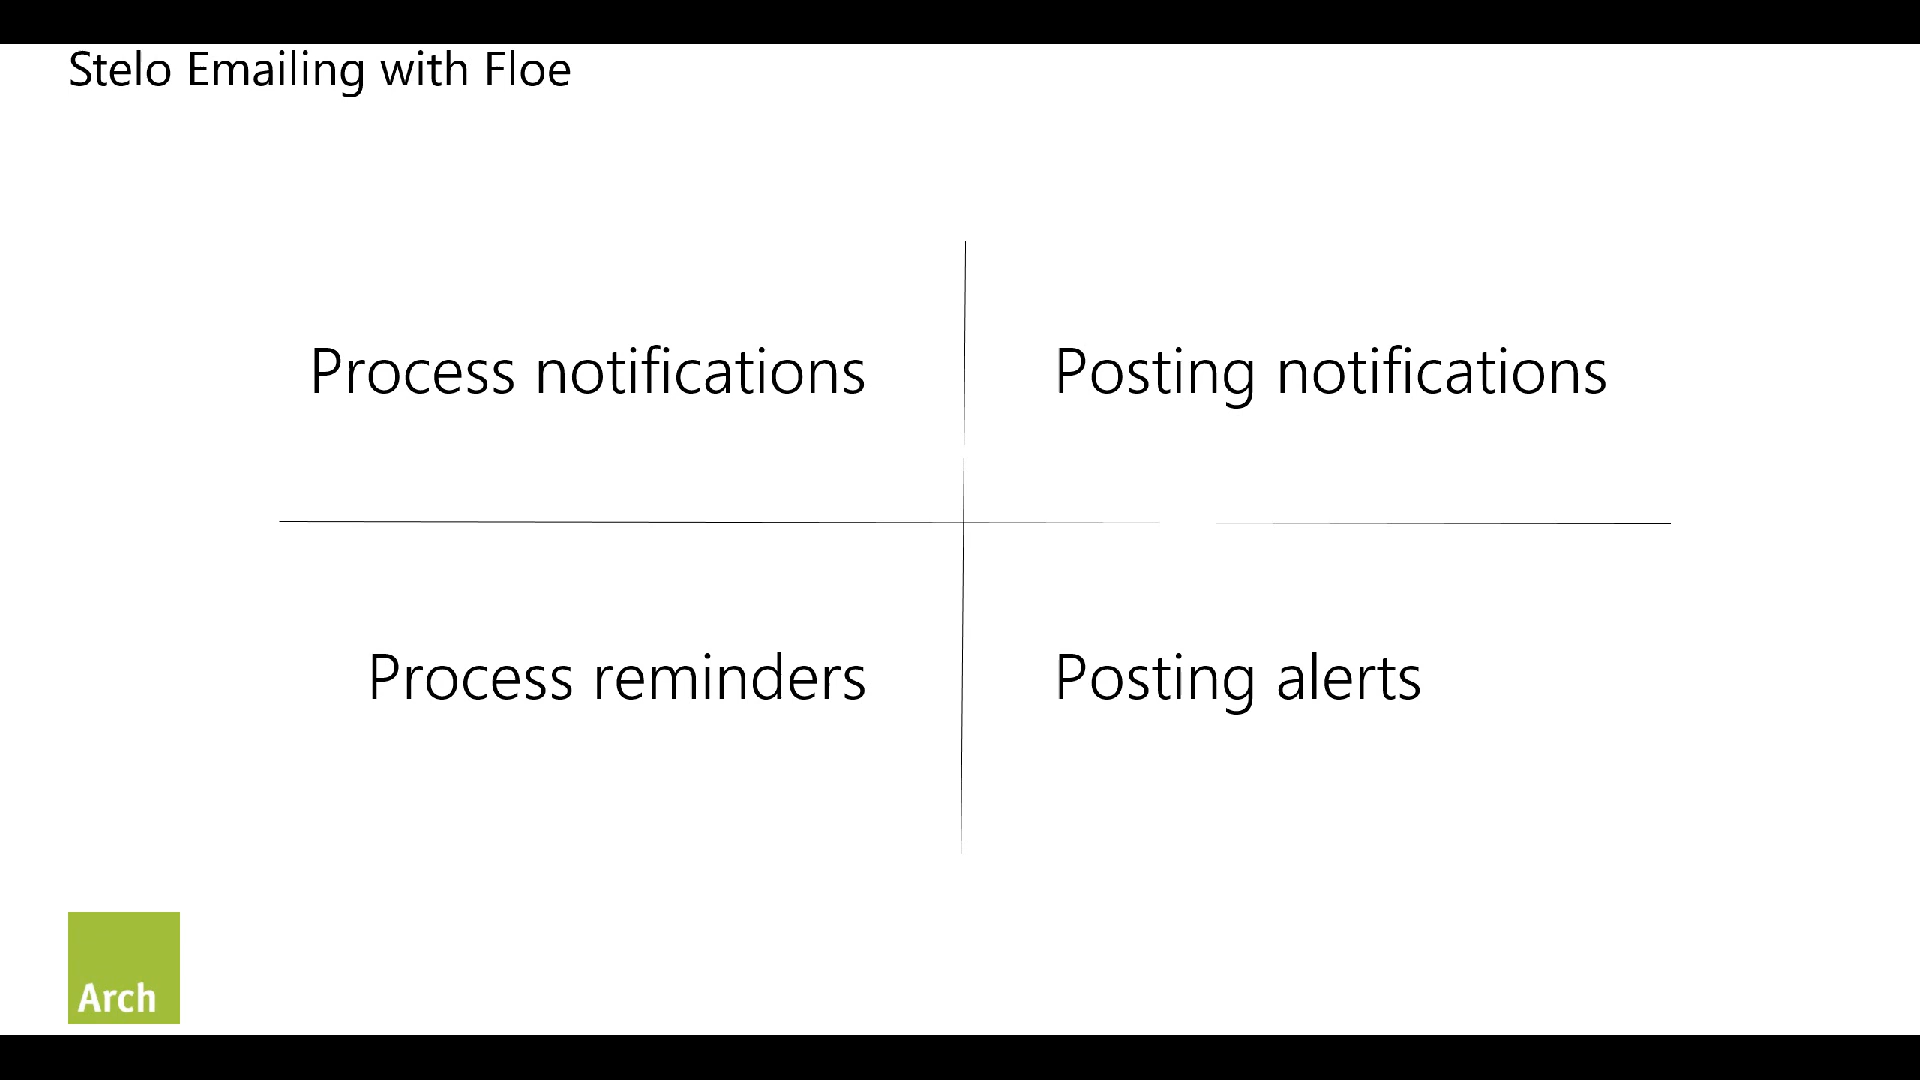 Stelo Emailing with Floe
Process notifications
Posting notifications
Process reminders
Posting alerts
Arch